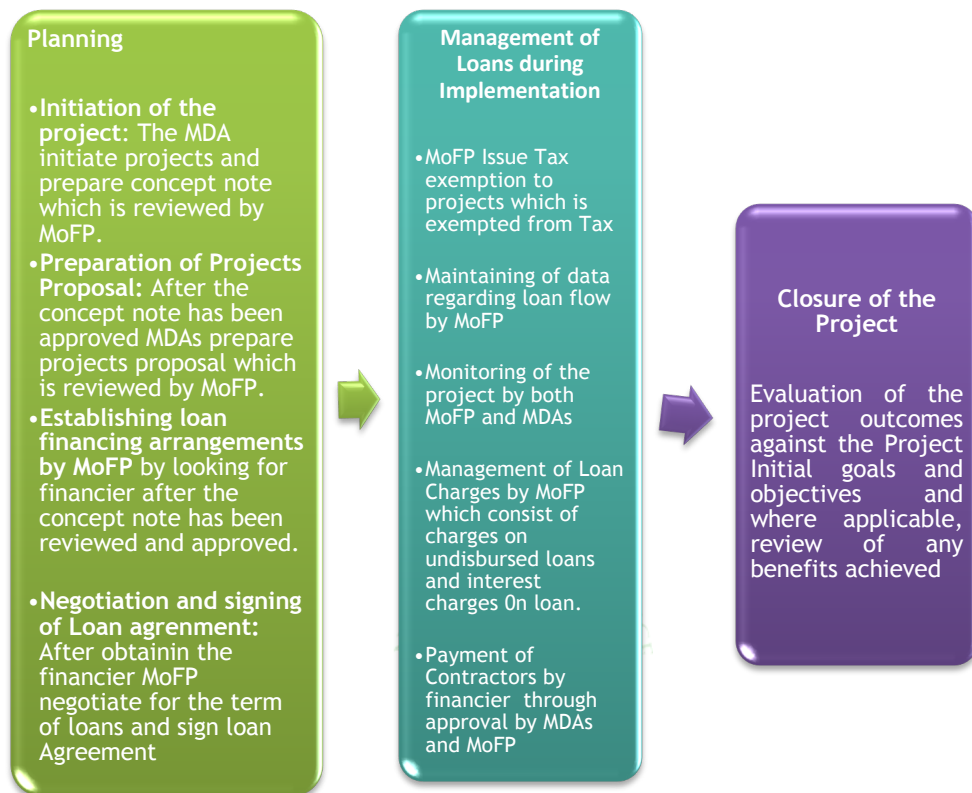 Planning
•Initiation of the
project: The MDA
initiate projects and
prepare concept note
which is reviewed by
MoFP.
•Preparation of Projects
Proposal: After the
concept note has been
approved MDAs prepare
projects proposal which
is reviewed by MoFP.
•Establishing loan
financing arrangements
by MoFP by looking for
financier after the
concept note has been
reviewed and approved.
•Negotiation and signing
of Loan agrenment:
After obtainin the
financier MoFP
negotiate for the term
of loans and sign loan
Agreement
Management of
Loans during
Implementation
•MoFP Issue Tax
exemption to
projects which is
exempted from Tax
•Maintaining of data
regarding loan flow
by MoFP
•Monitoring of the
project by both
MoFP and MDAs
•Management of Loan
Charges by MoFP
which consist of
charges on
undisbursed loans
and interest
charges 0n loan.
•Payment of
Contractors by
financier through
approval by MDAs
and MoFP
Closure of the
Project
Evaluation of the
project outcomes
against the Project
Initial goals and
objectives and
where applicable,
review of any
benefits achieved